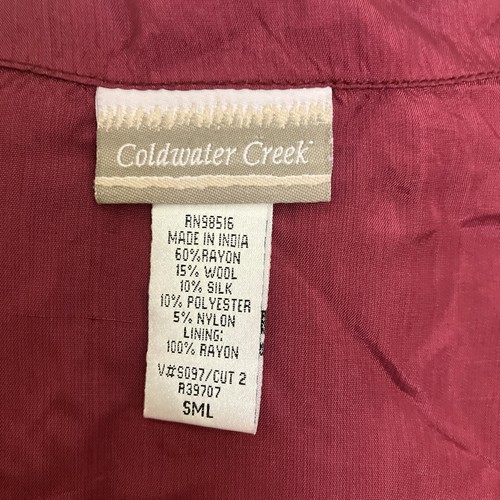 Coldwater Creek
RN98516
MADE IN INDIA
60%RAYON
15% WOOL
10% SILK
10% POLYESTER
5% NYLON
LINING:
100% RAYON
V#S097/CUT 2
R39707
SML